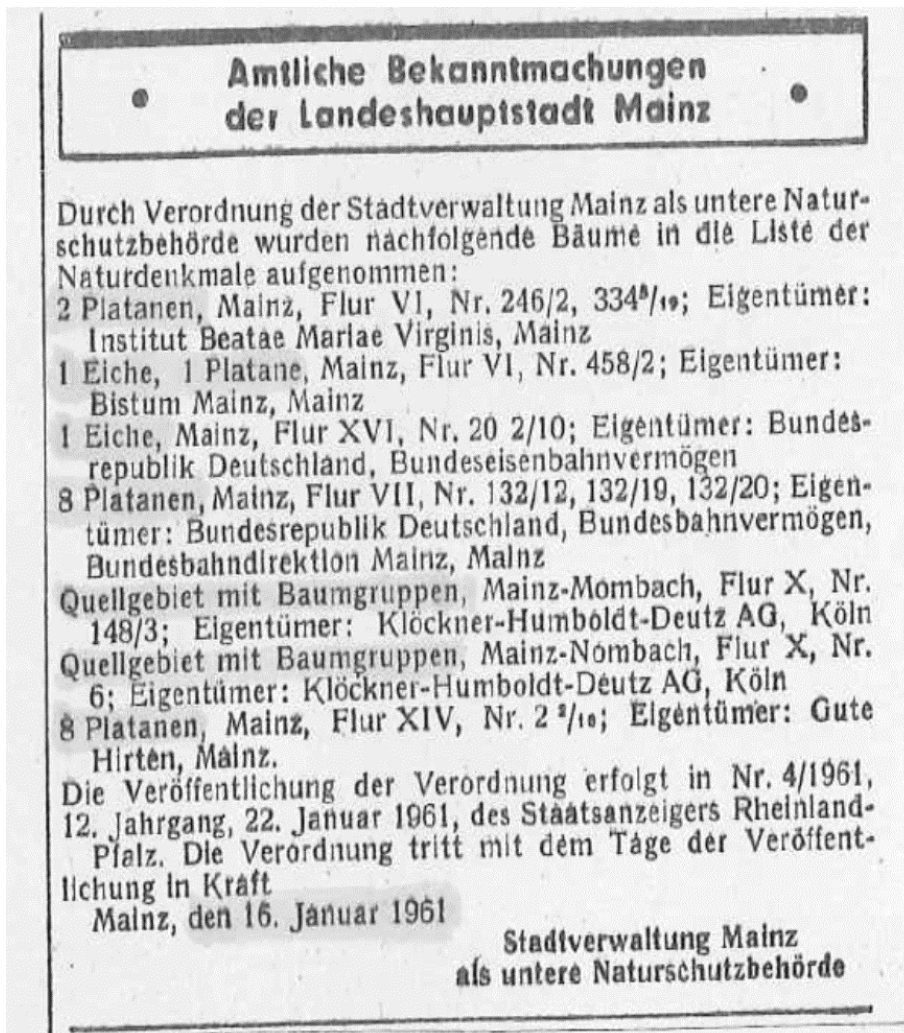 Amtliche Bekanntmachungen
der Landeshauptstadt Mainz
Durch Verordnung der Stadtverwaltung Mainz als untere Natur-
schutzbehörde wurden nachfolgende Bäume in die Liste der
Naturdenkmale aufgenommen:
2 Platanen, Mainz, Flur VI, Nr. 246/2, 334⁸/₁₀; Eigentümer:
Institut Beatae Mariae Virginis, Mainz
1 Eiche, 1 Platane, Mainz, Flur VI, Nr. 458/2; Eigentümer:
Bistum Mainz, Mainz
1 Eiche, Mainz, Flur XVI, Nr. 20 2/10; Eigentümer: Bundes-
republik Deutschland, Bundeseisenbahnvermögen
8 Platanen, Mainz, Flur VII, Nr. 132/12, 132/19, 132/20; Eigen-
tümer: Bundesrepublik Deutschland, Bundesbahnvermögen,
Bundesbahndirektion Mainz, Mainz
Quellgebiet mit Baumgruppen, Mainz-Mombach, Flur X, Nr.
148/3; Eigentümer: Klöckner-Humboldt-Deutz AG, Köln
Quellgebiet mit Baumgruppen, Mainz-Nombach, Flur X, Nr.
6; Eigentümer: Klöckner-Humboldt-Deutz AG, Köln
8 Platanen, Mainz, Flur XIV, Nr. 2 ²/₁₀; Eigentümer: Gute
Hirten, Mainz.
Die Veröffentlichung der Verordnung erfolgt in Nr. 4/1961,
12. Jahrgang, 22. Januar 1961, des Staatsanzeigers Rheinland-
Pfalz. Die Verordnung tritt mit dem Tage der Veröffent-
lichung in Kraft
Mainz, den 16. Januar 1961
Stadtverwaltung Mainz
als untere Naturschutzbehörde